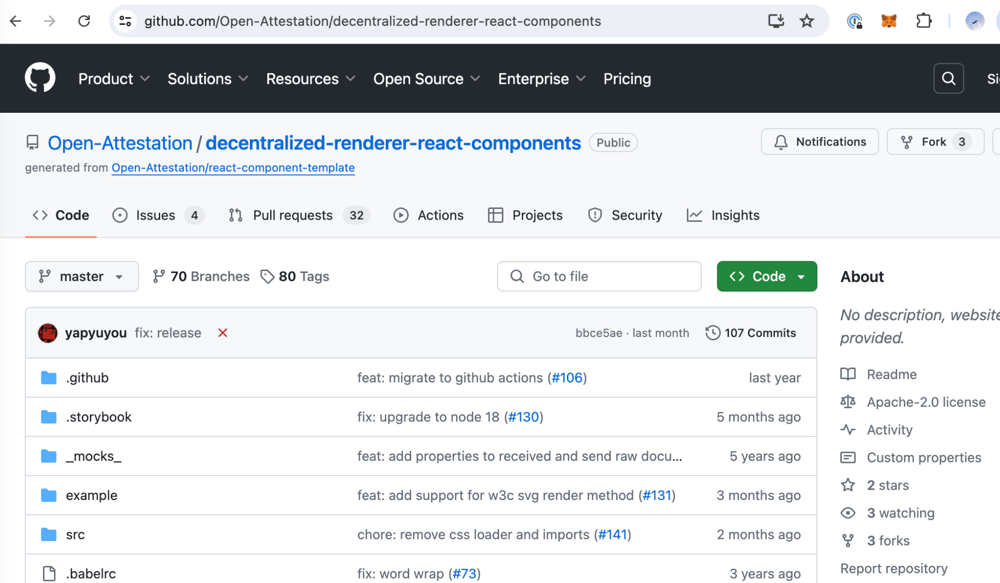 github.com/Open-Attestation/decentralized-renderer-react-components
Product Solutions Resources Open Source Enterprise Pricing
Open-Attestation / decentralized-renderer-react-components Public Notifications Fork 3
generated from Open-Attestation/react-component-template
Code Issues 4 Pull requests 32 Actions Projects Security Insights
master 70 Branches 80 Tags Go to file Code
About
No description, website
provided.
yapyuyou fix: release bbce5ae · last month 107 Commits
.github feat: migrate to github actions (#106) last year
.storybook fix: upgrade to node 18 (#130) 5 months ago
_mocks_ feat: add properties to received and send raw docu... 5 years ago
example feat: add support for w3c svg render method (#131) 3 months ago
src chore: remove css loader and imports (#141) 2 months ago
.babelrc fix: word wrap (#73) 3 years ago
Readme
Apache-2.0 license
Activity
Custom properties
2 stars
3 watching
3 forks
Report repository